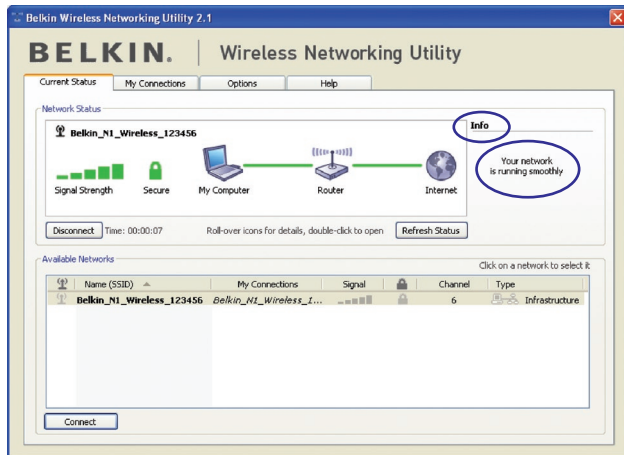 Belkin Wireless Networking Utility 2.1
BELKIN. | Wireless Networking Utility
Current Status My Connections Options Help
Network Status
Belkin_N1_Wireless_123456
Info
Your network
is running smoothly
Signal Strength Secure My Computer Router Internet
Disconnect Time: 00:00:07 Roll-over icons for details, double-click to open Refresh Status
Available Networks
Click on a network to select it
Name (SSID) My Connections Signal Channel Type
Belkin_N1_Wireless_123456 Belkin_N1_Wireless_1... 6 Infrastructure
Connect